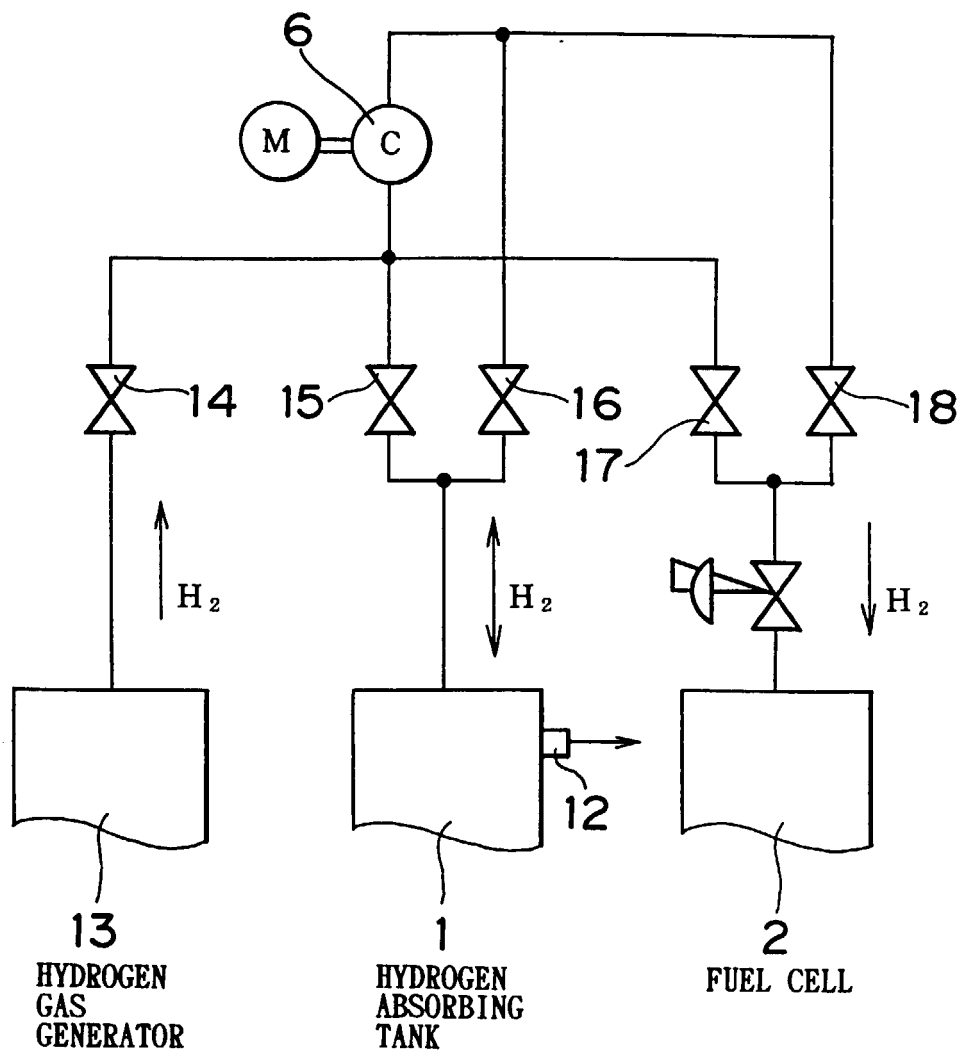 6
M
C
14
15
16
17
18
H₂
H₂
H₂
12
13
1
2
HYDROGEN
GAS
GENERATOR
HYDROGEN
ABSORBING
TANK
FUEL CELL